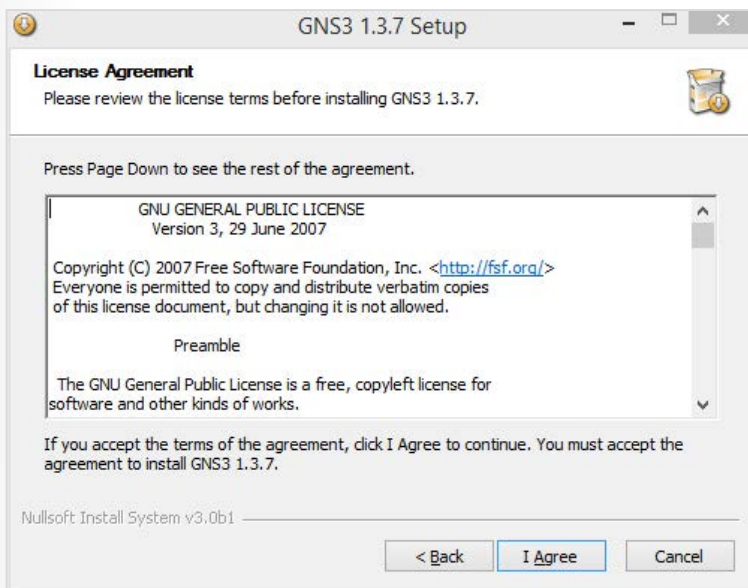 GNS3 1.3.7 Setup
License Agreement
Please review the license terms before installing GNS3 1.3.7.
Press Page Down to see the rest of the agreement.
GNU GENERAL PUBLIC LICENSE
Version 3, 29 June 2007
Copyright (C) 2007 Free Software Foundation, Inc. <http://fsf.org/>
Everyone is permitted to copy and distribute verbatim copies
of this license document, but changing it is not allowed.
Preamble
The GNU General Public License is a free, copyleft license for
software and other kinds of works.
If you accept the terms of the agreement, click I Agree to continue. You must accept the
agreement to install GNS3 1.3.7.
Nullsoft Install System v3.0b1
< Back I Agree Cancel